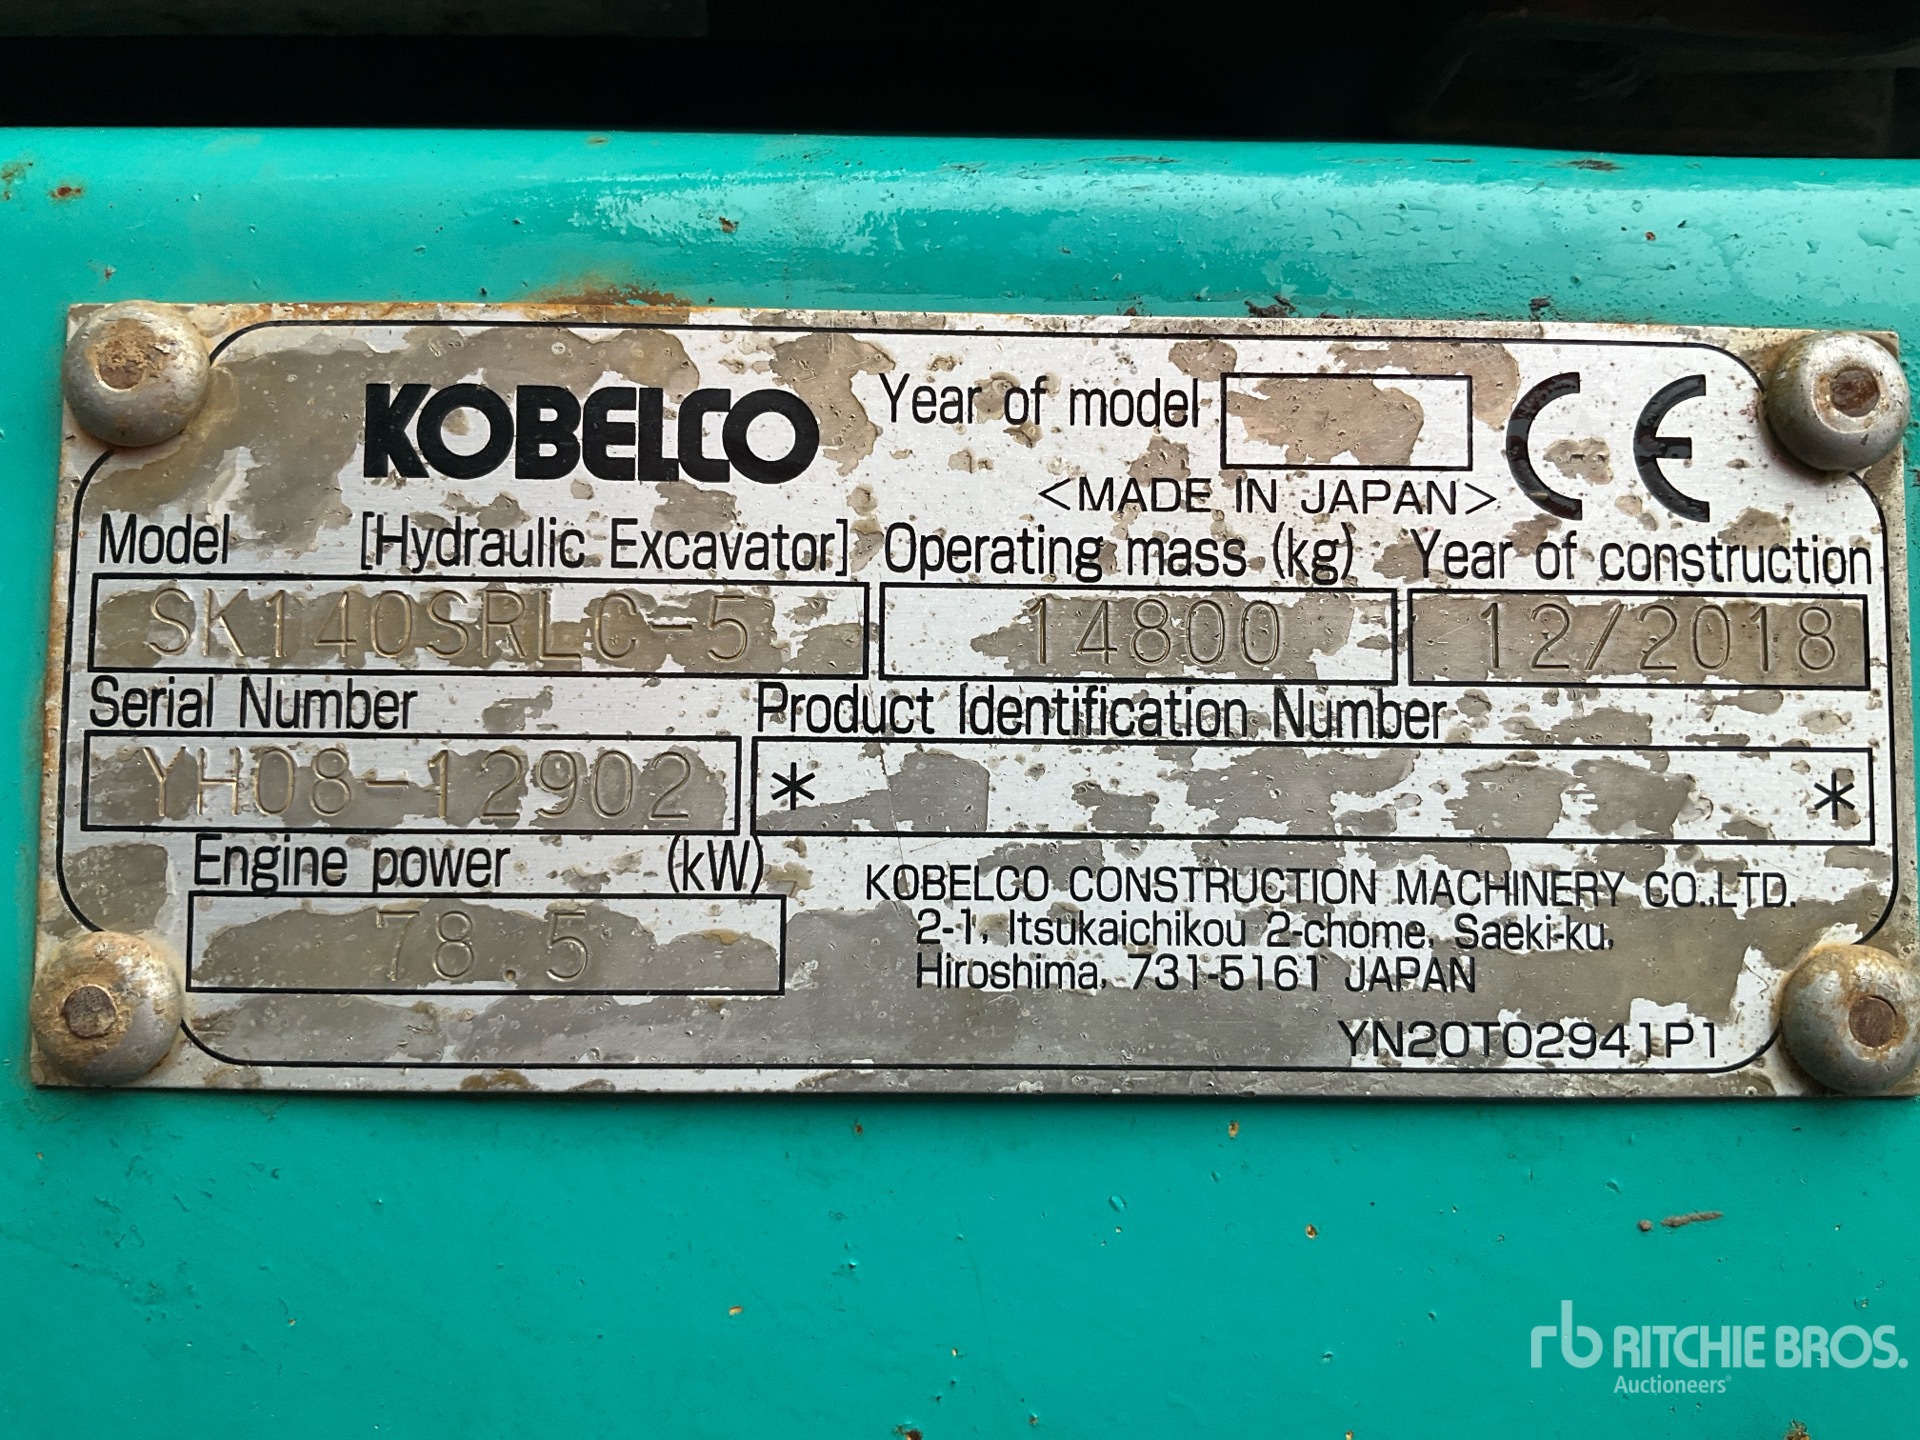 KOBELCO Year of model
<MADE IN JAPAN> CE
Model [Hydraulic Excavator] Operating mass (kg) Year of construction
SK140SRLC-5 14800 12/2018
Serial Number Product Identification Number
YH08-12902 * *
Engine power (kW)
78.5
KOBELCO CONSTRUCTION MACHINERY CO.,LTD.
2-1, Itsukaichikou 2-chome, Saeki-ku,
Hiroshima, 731-5161 JAPAN
YN20T02941P1
rb RITCHIE BROS.
Auctioneers